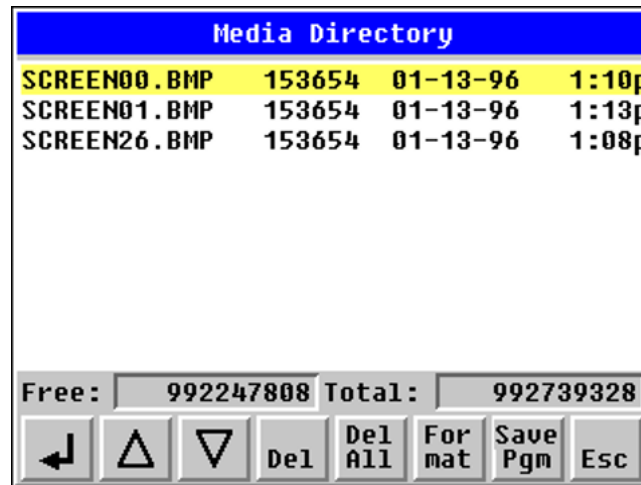 Media Directory
SCREEN00.BMP 153654 01-13-96 1:10p
SCREEN01.BMP 153654 01-13-96 1:13p
SCREEN26.BMP 153654 01-13-96 1:08p
Free: 992247808 Total: 992739328
Del Del All For mat Save Pgm Esc